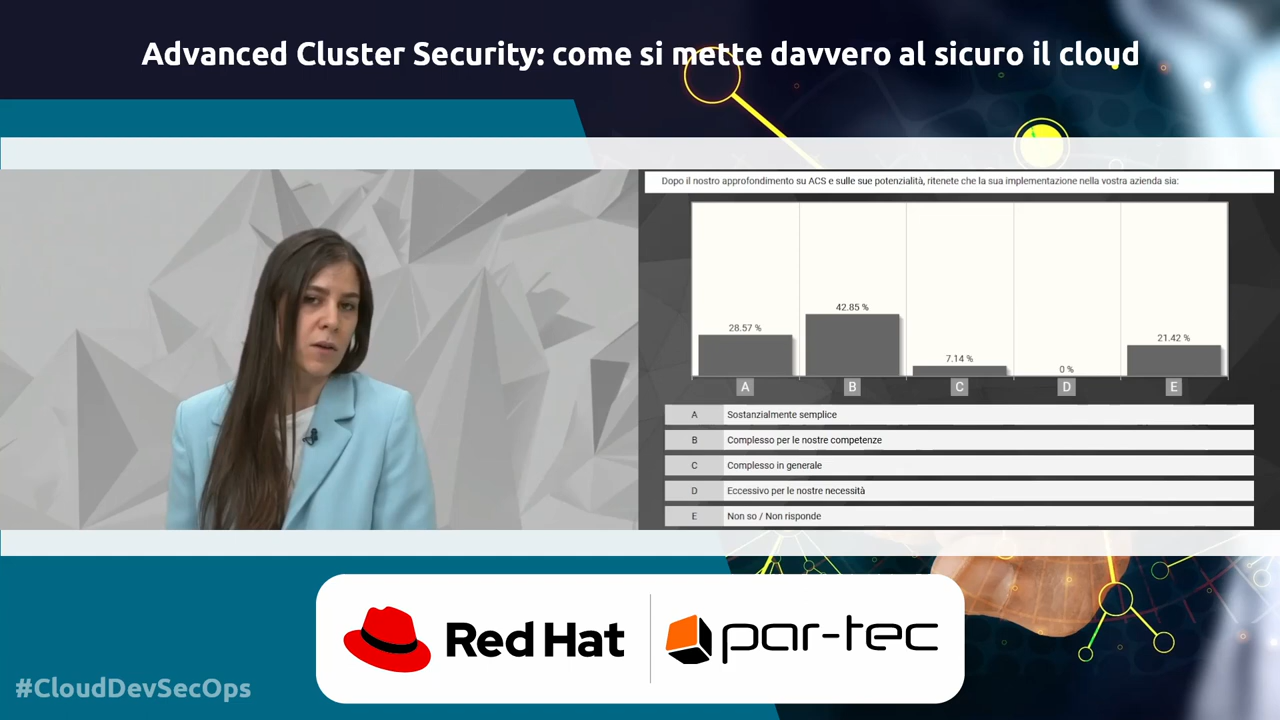 Advanced Cluster Security: come si mette davvero al sicuro il cloud
Dopo il nostro approfondimento su ACS e sulle sue potenzialità, ritenete che la sua implementazione nella vostra azienda sia:
28.57 %
42.85 %
7.14 %
0 %
21.42 %
A B C D E
A Sostanzialmente semplice
B Complesso per le nostre competenze
C Complesso in generale
D Eccessivo per le nostre necessità
E Non so / Non risponde
Red Hat
par-tec
#CloudDevSecOps